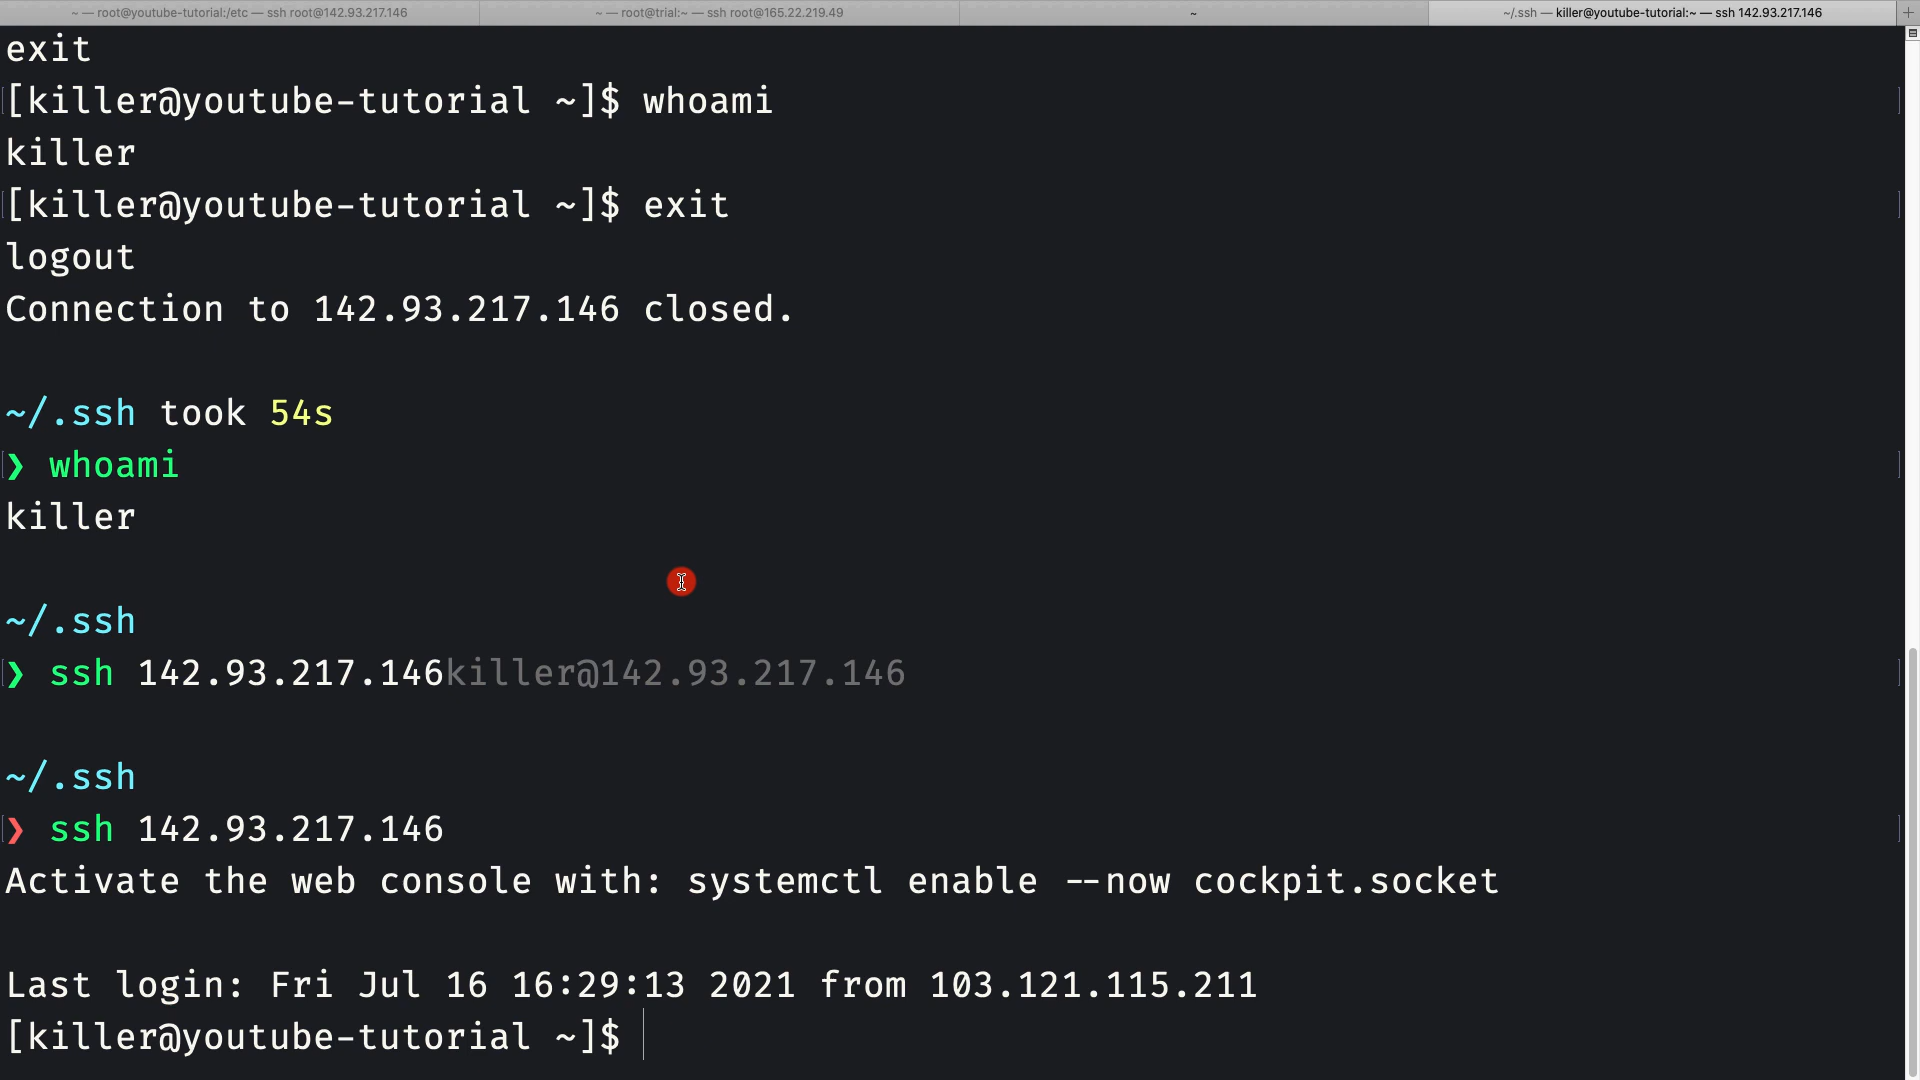 ~ — root@youtube-tutorial:/etc — ssh root@142.93.217.146
~ — root@trial:~ — ssh root@165.22.219.49
~
~/.ssh — killer@youtube-tutorial:~ — ssh 142.93.217.146
exit
[killer@youtube-tutorial ~]$ whoami
killer
[killer@youtube-tutorial ~]$ exit
logout
Connection to 142.93.217.146 closed.
~/.ssh took 54s
❯ whoami
killer
~/.ssh
❯ ssh 142.93.217.146killer@142.93.217.146
~/.ssh
❯ ssh 142.93.217.146
Activate the web console with: systemctl enable --now cockpit.socket
Last login: Fri Jul 16 16:29:13 2021 from 103.121.115.211
[killer@youtube-tutorial ~]$